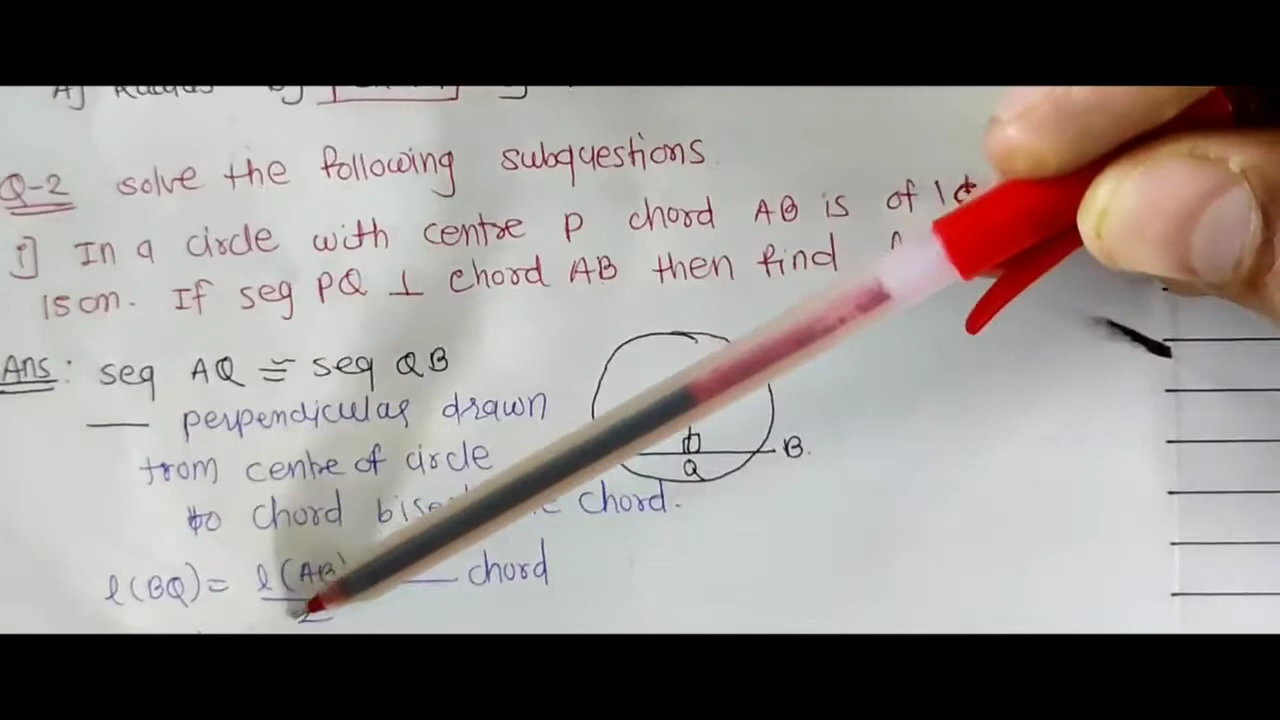 Q-2 solve the following subquestions.
i] In a circle with centre P chord AB is of
15cm. If seg PQ ⊥ chord AB then find
Ans: seg AQ ≅ seg QB
— perpendicular drawn
from centre of circle
to chord chord.
Q
B.
l(BQ) = l(AB)/2 — chord